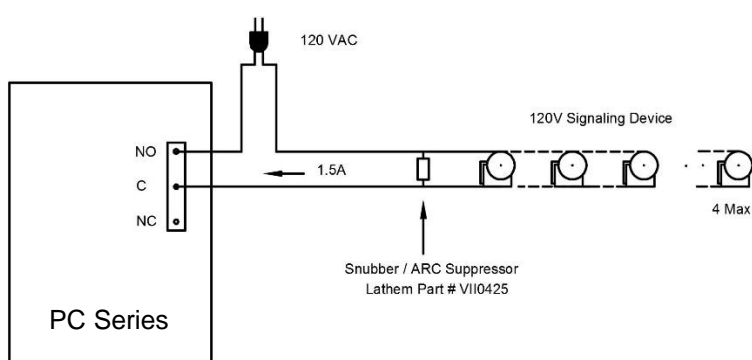 120 VAC
120V Signaling Device
NO
1.5A
C
NC
4 Max
Snubber / ARC Suppressor
Lathem Part # VII0425
PC Series